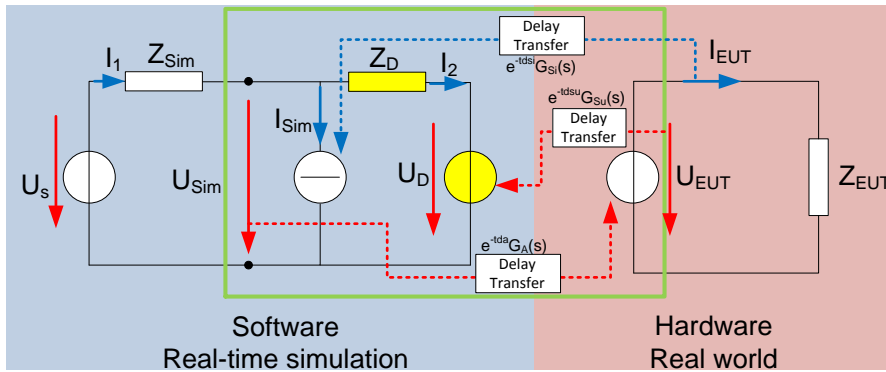 I1
ZSim
ZD
I2
Delay
Transfer
e-tdsiGSi(s)
IEUT
e-tdsuGSu(s)
Delay
Transfer
ISim
Us
USim
UD
UEUT
ZEUT
e-tdaGA(s)
Delay
Transfer
Software
Real-time simulation
Hardware
Real world